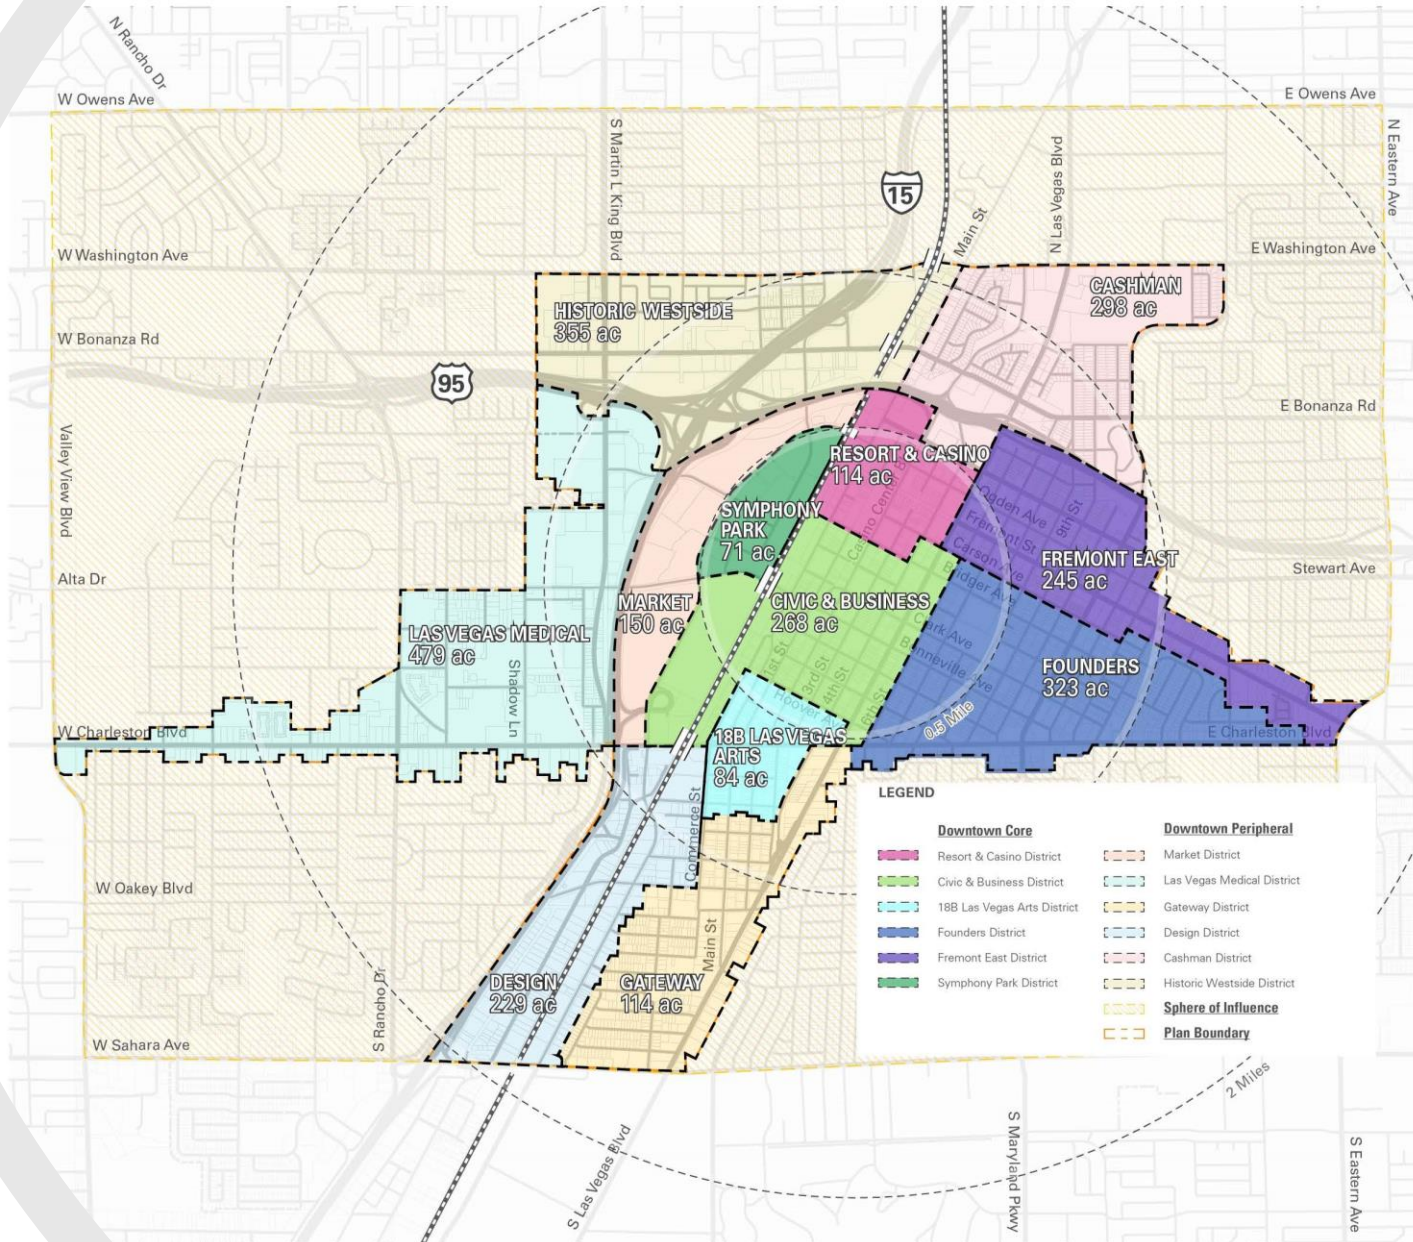 N Rancho Dr
W Owens Ave
E Owens Ave
S Martin L King Blvd
N Las Vegas Blvd
N Eastern Ave
15
Main St
W Washington Ave
E Washington Ave
CASHMAN
298 ac
HISTORIC WESTSIDE
355 ac
W Bonanza Rd
95
E Bonanza Rd
Valley View Blvd
RESORT & CASINO
114 ac
Casino Center B
Ogden Ave
9th St
Fremont St
Carson Ave
SYMPHONY
PARK
71 ac
FREMONT EAST
245 ac
Stewart Ave
Alta Dr
Bridger Ave
MARKET
150 ac
CIVIC & BUSINESS
268 ac
Clark Ave
Bonneville Ave
LAS VEGAS MEDICAL
479 ac
Shadow Ln
1st St
3rd St
4th St
6th St
Hoover Av
FOUNDERS
323 ac
0.5 Mile
W Charleston Blvd
E Charleston Blvd
18B LAS VEGAS
ARTS
84 ac
Commerce St
W Oakey Blvd
Main St
S Rancho Dr
DESIGN
229 ac
GATEWAY
114 ac
W Sahara Ave
LEGEND
Downtown Core
Resort & Casino District
Civic & Business District
18B Las Vegas Arts District
Founders District
Fremont East District
Symphony Park District
Downtown Peripheral
Market District
Las Vegas Medical District
Gateway District
Design District
Cashman District
Historic Westside District
Sphere of Influence
Plan Boundary
2 Miles
S Las Vegas Blvd
S Maryland Pkwy
S Eastern Ave